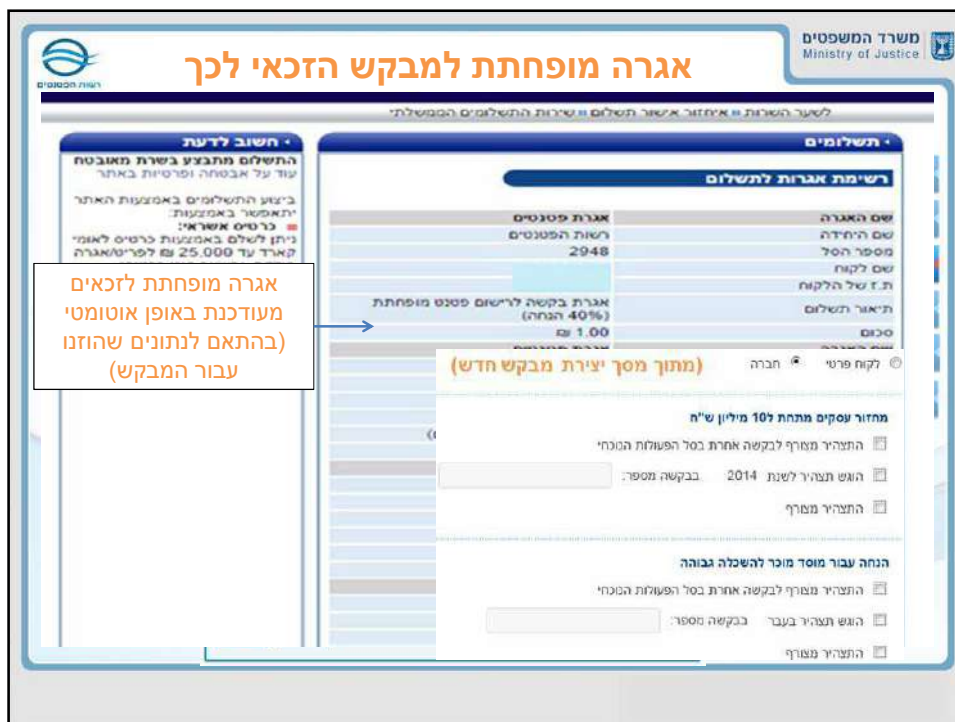 משרד המשפטים
Ministry of Justice
רשות הפטנטים
אגרה מופחתת למבקש הזכאי לכך
לשער השרות » איחזור אישור תשלום » שירות התשלומים הממשלתי
תשלומים
רשימת אגרות לתשלום
שם האגרה אגרת פטנטים
שם היחידה רשות הפטנטים
מספר הסל 2948
שם לקוח
ת.ז של הלקוח
תיאור תשלום אגרת בקשה לרישום פטנט מופחתת
(40% הנחה)
סכום 1.00 ₪
חשוב לדעת
התשלום מתבצע בשרת מאובטח
עוד על אבטחה ופרטיות באתר
ביצוע התשלומים באמצעות האתר
יתאפשר באמצעות:
כרטיס אשראי:
ניתן לשלם באמצעות כרטיס לאומי
קארד עד 25,000 ₪ לפריט/אגרה
אגרה מופחתת לזכאים
מעודכנת באופן אוטומטי
(בהתאם לנתונים שהוזנו
עבור המבקש)
לקוח פרטי חברה (מתוך מסך יצירת מבקש חדש)
מחזור עסקים מתחת ל10 מיליון ש"ח
התצהיר מצורף לבקשה אחרת בסל הפעולות הנוכחי
הוגש תצהיר לשנת 2014 בבקשה מספר:
התצהיר מצורף
הנחה עבור מוסד מוכר להשכלה גבוהה
התצהיר מצורף לבקשה אחרת בסל הפעולות הנוכחי
הוגש תצהיר בעבר בבקשה מספר:
התצהיר מצורף